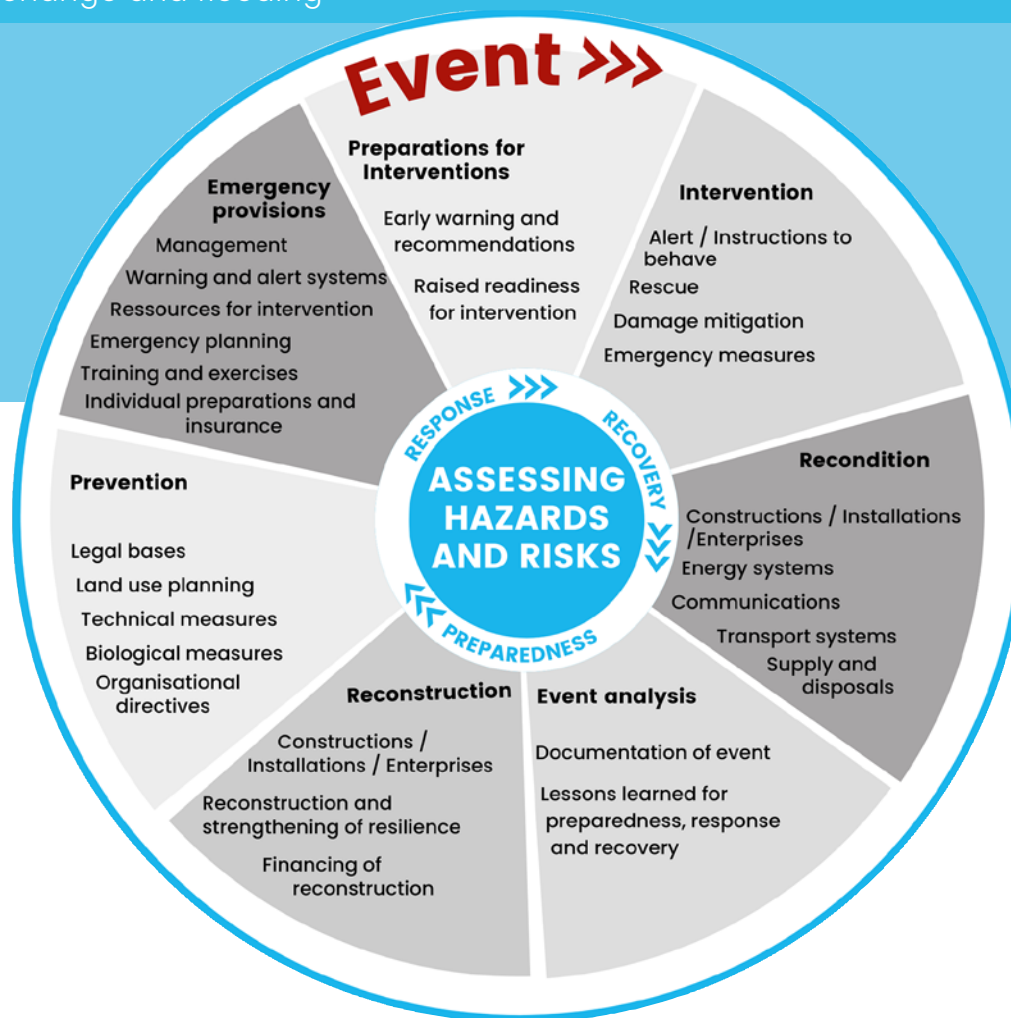 change and flooding
Event >>>
Preparations for
Interventions
Early warning and
recommendations
Raised readiness
for intervention
Intervention
Alert / Instructions to
behave
Rescue
Damage mitigation
Emergency measures
Recondition
Constructions / Installations
/Enterprises
Energy systems
Communications
Transport systems
Supply and
disposals
Event analysis
Documentation of event
Lessons learned for
preparedness, response
and recovery
Reconstruction
Constructions /
Installations / Enterprises
Reconstruction and
strengthening of resilience
Financing of
reconstruction
Prevention
Legal bases
Land use planning
Technical measures
Biological measures
Organisational
directives
Emergency
provisions
Management
Warning and alert systems
Ressources for intervention
Emergency planning
Training and exercises
Individual preparations and
insurance
RESPONSE >>>
RECOVERY >>>
PREPAREDNESS >>>
ASSESSING
HAZARDS
AND RISKS